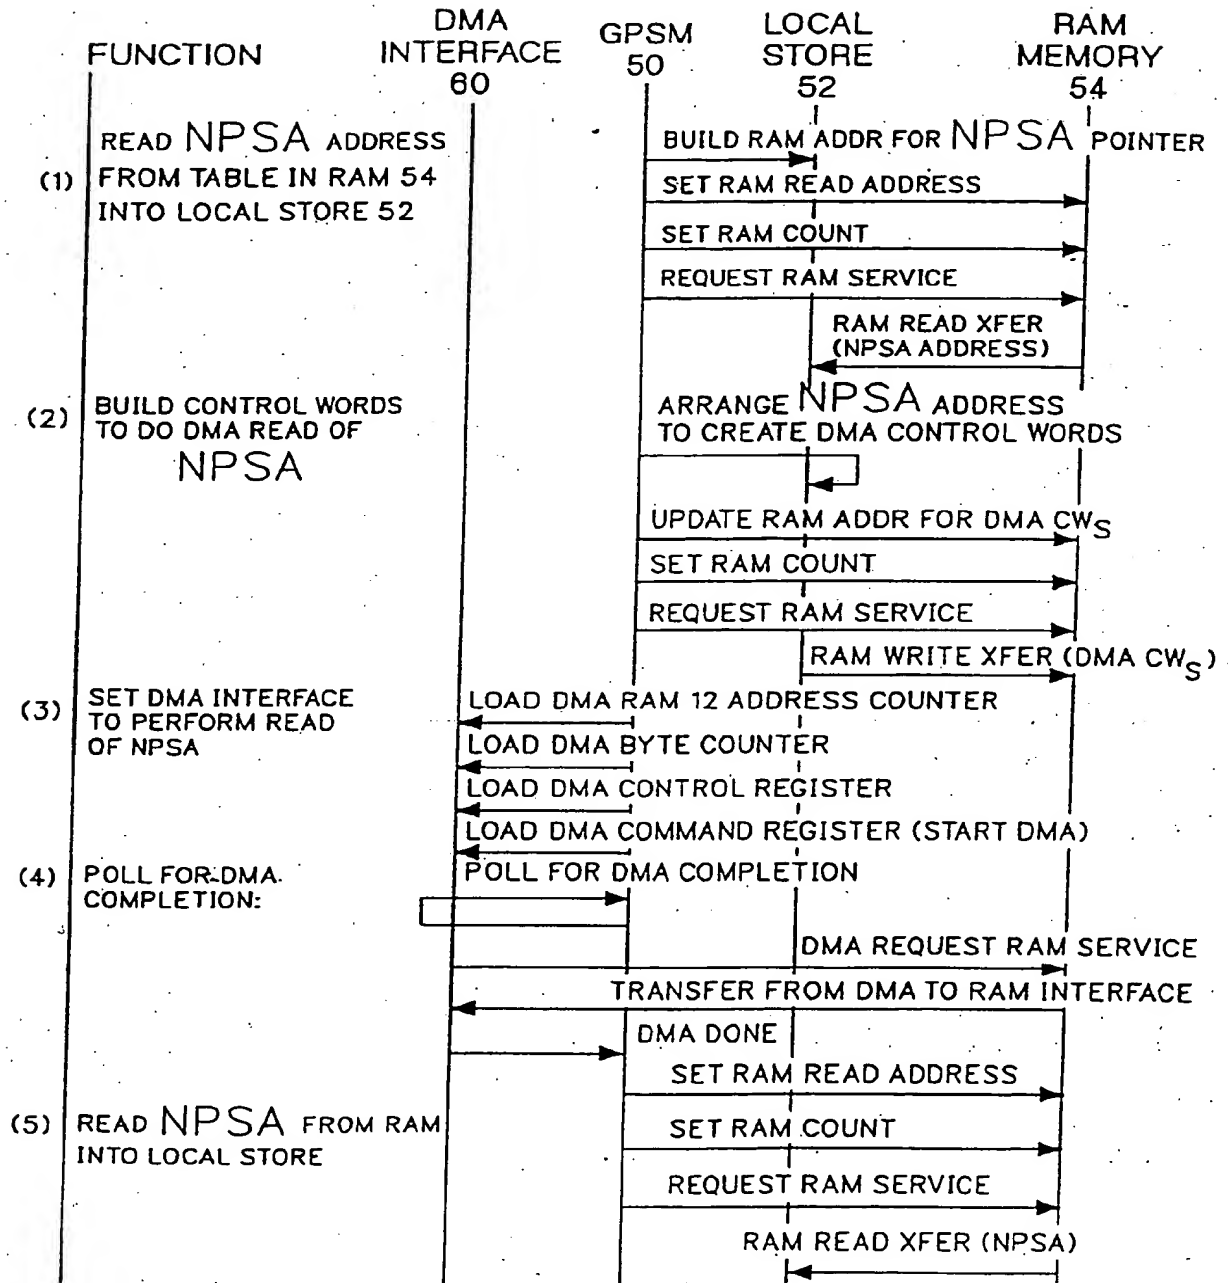 FUNCTION
DMA
INTERFACE
60
GPSM
50
LOCAL
STORE
52
RAM
MEMORY
54
(1)
READ NPSA ADDRESS
FROM TABLE IN RAM 54
INTO LOCAL STORE 52
BUILD RAM ADDR FOR NPSA POINTER
SET RAM READ ADDRESS
SET RAM COUNT
REQUEST RAM SERVICE
RAM READ XFER
(NPSA ADDRESS)
(2)
BUILD CONTROL WORDS
TO DO DMA READ OF
NPSA
ARRANGE NPSA ADDRESS
TO CREATE DMA CONTROL WORDS
UPDATE RAM ADDR FOR DMA CWS
SET RAM COUNT
REQUEST RAM SERVICE
RAM WRITE XFER (DMA CWS)
(3)
SET DMA INTERFACE
TO PERFORM READ
OF NPSA
LOAD DMA RAM 12 ADDRESS COUNTER
LOAD DMA BYTE COUNTER
LOAD DMA CONTROL REGISTER
LOAD DMA COMMAND REGISTER (START DMA)
(4)
POLL FOR DMA
COMPLETION:
POLL FOR DMA COMPLETION
DMA REQUEST RAM SERVICE
TRANSFER FROM DMA TO RAM INTERFACE
DMA DONE
SET RAM READ ADDRESS
(5)
READ NPSA FROM RAM
INTO LOCAL STORE
SET RAM COUNT
REQUEST RAM SERVICE
RAM READ XFER (NPSA)